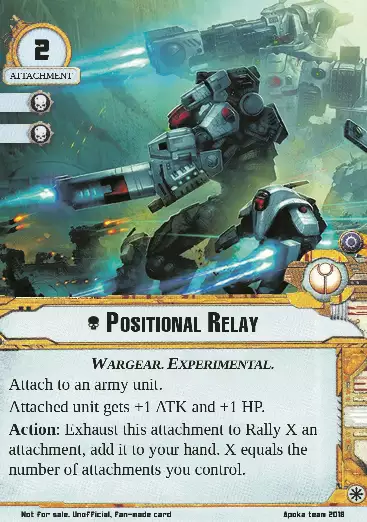 2
ATTACHMENT
POSITIONAL RELAY
WARGEAR. EXPERIMENTAL.
Attach to an army unit.
Attached unit gets +1 ATK and +1 HP.
Action: Exhaust this attachment to Rally X an
attachment, add it to your hand. X equals the
number of attachments you control.
Not for sale. Unofficial, Fan-made card
Apoka team 2018